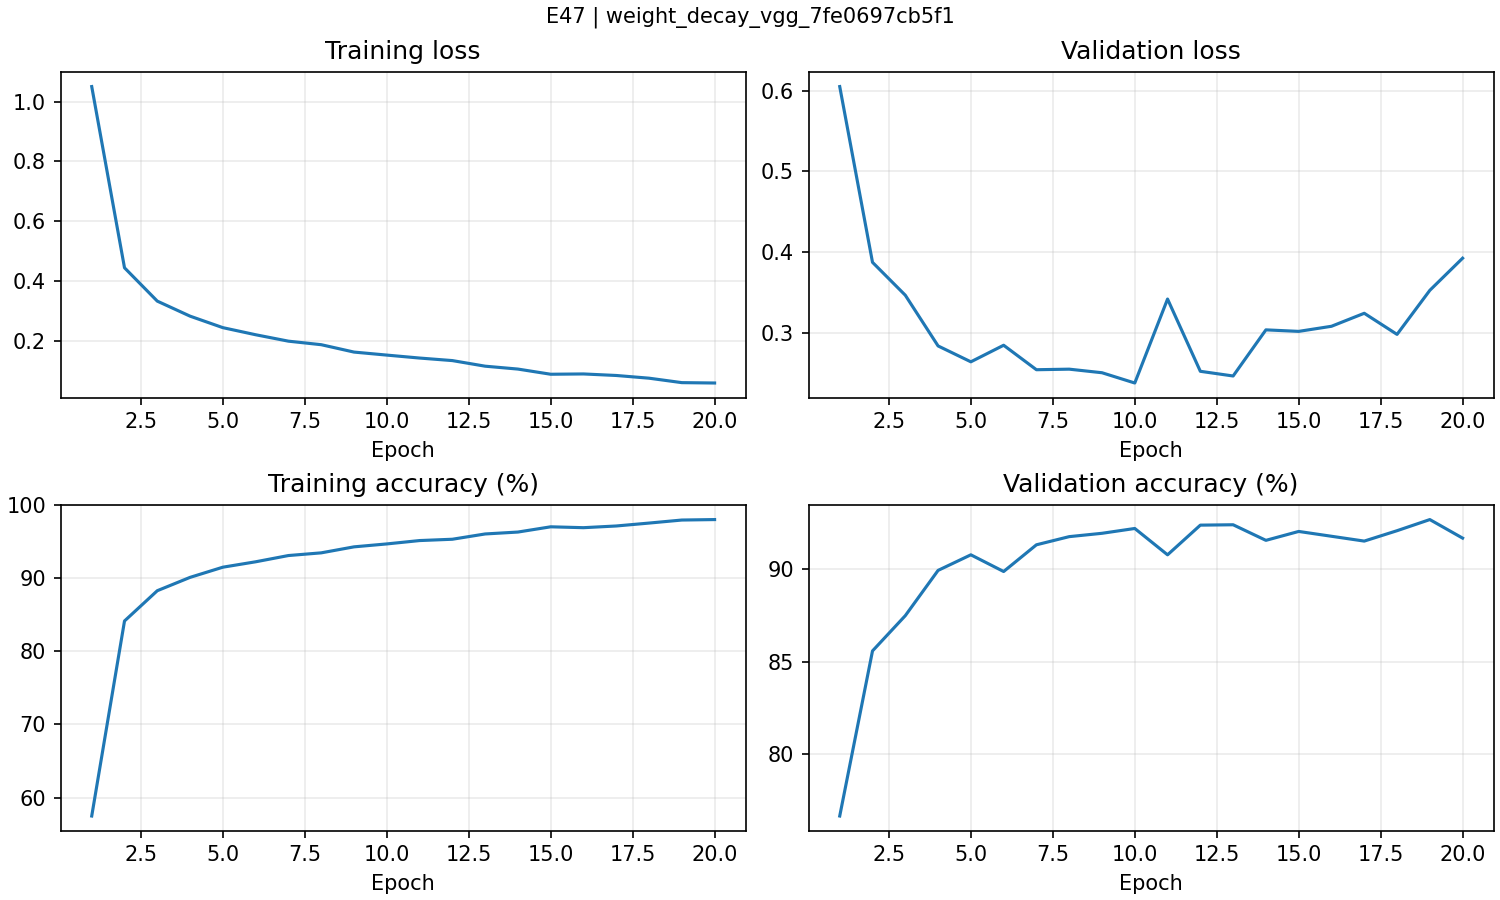 E47 | weight_decay_vgg_7fe0697cb5f1
Training loss
1.0
0.8
0.6
0.4
0.2
2.5 5.0 7.5 10.0 12.5 15.0 17.5 20.0
Epoch
Validation loss
0.6
0.5
0.4
0.3
2.5 5.0 7.5 10.0 12.5 15.0 17.5 20.0
Epoch
Training accuracy (%)
100
90
80
70
60
2.5 5.0 7.5 10.0 12.5 15.0 17.5 20.0
Epoch
Validation accuracy (%)
90
85
80
2.5 5.0 7.5 10.0 12.5 15.0 17.5 20.0
Epoch